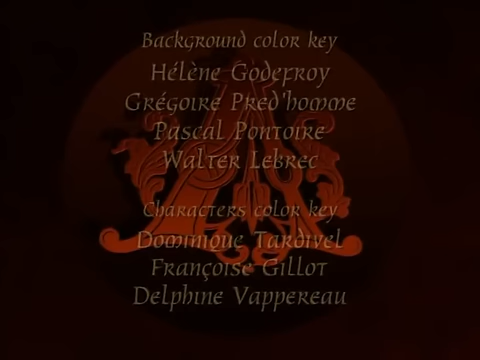 Background color key
Hélène Godefroy
Grégoire Pred'homme
Pascal Pontoire
Walter Lebrec
Characters color key
Dominique Tardivel
Françoise Gillot
Delphine Vappereau